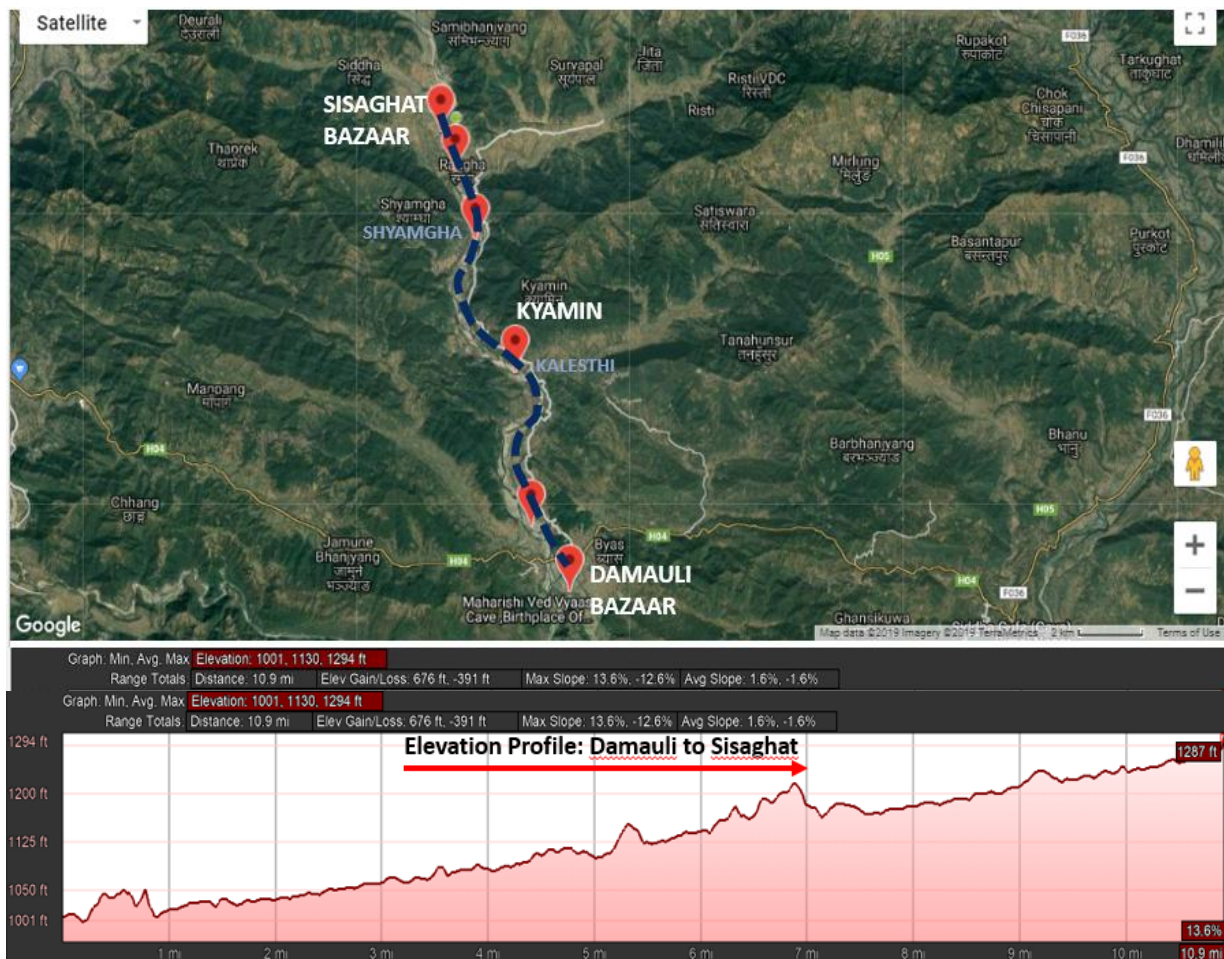 Satellite
Deurali
देउराली
Samibhanjyang
समिभन्ज्याग
Siddha
सिद्ध
Survapal
सूर्यपाल
Jita
जिता
Risti VDC
रिस्ती
Risti
Rupakot
रुपाकोट
F036
Tarkughat
Chok
Chisapani
चिसापानी
F036
SISAGHAT
BAZAAR
Thaprek
थाप्रेक
Mirlung
मिर्लुङ
Shyamgha
श्यामघा
SHYAMGHA
Satiswara
सतिस्वारा
H05
Basantapur
बसन्तपुर
Purkot
पुरकोट
Kyamin
KYAMIN
KALESTHI
Tanahunsur
तनहुँसुर
Manpang
H04
Barbhanjyang
बरभञ्ज्याङ
F036
Bhanu
भानु
Chhang
छाङ्ग
H05
Jamune
Bhanjyang
जामुने
भञ्ज्याङ
H04
Byas
ब्यास
H04
H04
F036
DAMAULI
BAZAAR
Maharishi Ved Vyaas
Cave ,Birthplace Of...
Ghansikuwa
Google
Map data ©2019 Imagery ©2019 TerraMetrics
2 km
Terms of Use
Graph: Min, Avg, Max Elevation: 1001, 1130, 1294 ft
Range Totals: Distance: 10.9 mi Elev Gain/Loss: 676 ft, -391 ft Max Slope: 13.6%, -12.6% Avg Slope: 1.6%, -1.6%
Graph: Min, Avg, Max Elevation: 1001, 1130, 1294 ft
Range Totals: Distance: 10.9 mi Elev Gain/Loss: 676 ft, -391 ft Max Slope: 13.6%, -12.6% Avg Slope: 1.6%, -1.6%
Elevation Profile: Damauli to Sisaghat
1294 ft
1287 ft
1200 ft
1125 ft
1050 ft
1001 ft
13.6%
1 mi 2 mi 3 mi 4 mi 5 mi 6 mi 7 mi 8 mi 9 mi 10 mi 10.9 mi